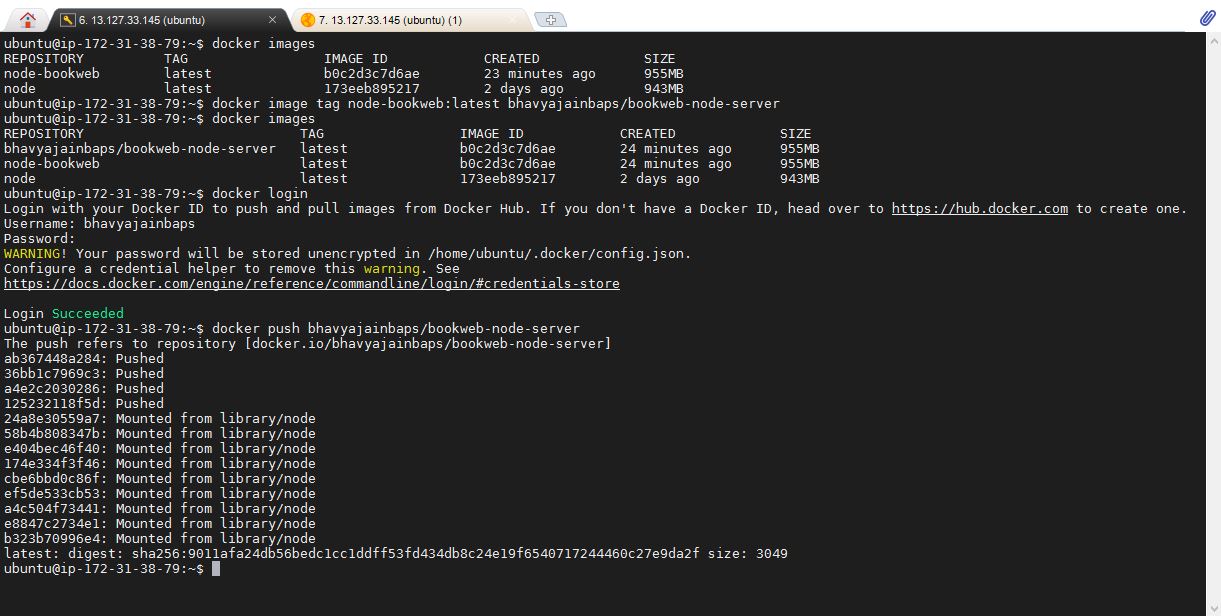 6. 13.127.33.145 (ubuntu)
7. 13.127.33.145 (ubuntu) (1)
ubuntu@ip-172-31-38-79:~$ docker images
REPOSITORY TAG IMAGE ID CREATED SIZE
node-bookweb latest b0c2d3c7d6ae 23 minutes ago 955MB
node latest 173eeb895217 2 days ago 943MB
ubuntu@ip-172-31-38-79:~$ docker image tag node-bookweb:latest bhavyajainbaps/bookweb-node-server
ubuntu@ip-172-31-38-79:~$ docker images
REPOSITORY TAG IMAGE ID CREATED SIZE
bhavyajainbaps/bookweb-node-server latest b0c2d3c7d6ae 24 minutes ago 955MB
node-bookweb latest b0c2d3c7d6ae 24 minutes ago 955MB
node latest 173eeb895217 2 days ago 943MB
ubuntu@ip-172-31-38-79:~$ docker login
Login with your Docker ID to push and pull images from Docker Hub. If you don't have a Docker ID, head over to https://hub.docker.com to create one.
Username: bhavyajainbaps
Password:
WARNING! Your password will be stored unencrypted in /home/ubuntu/.docker/config.json.
Configure a credential helper to remove this warning. See
https://docs.docker.com/engine/reference/commandline/login/#credentials-store
Login Succeeded
ubuntu@ip-172-31-38-79:~$ docker push bhavyajainbaps/bookweb-node-server
The push refers to repository [docker.io/bhavyajainbaps/bookweb-node-server]
ab367448a284: Pushed
36bb1c7969c3: Pushed
a4e2c2030286: Pushed
125232118f5d: Pushed
24a8e30559a7: Mounted from library/node
58b4b808347b: Mounted from library/node
e404bec46f40: Mounted from library/node
174e334f3f46: Mounted from library/node
cbe6bbd0c86f: Mounted from library/node
ef5de533cb53: Mounted from library/node
a4c504f73441: Mounted from library/node
e8847c2734e1: Mounted from library/node
b323b70996e4: Mounted from library/node
latest: digest: sha256:9011afa24db56bedc1cc1ddff53fd434db8c24e19f6540717244460c27e9da2f size: 3049
ubuntu@ip-172-31-38-79:~$